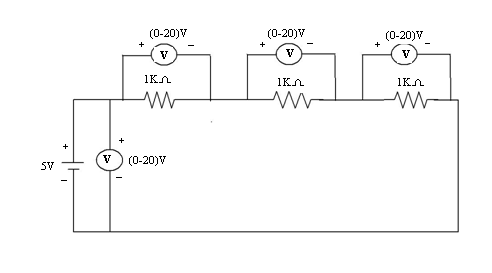 (0-20)V (0-20)V (0-20)V
+ V − + V − + V −
1K Ω 1K Ω 1K Ω
+ +
5V V (0-20)V
− −